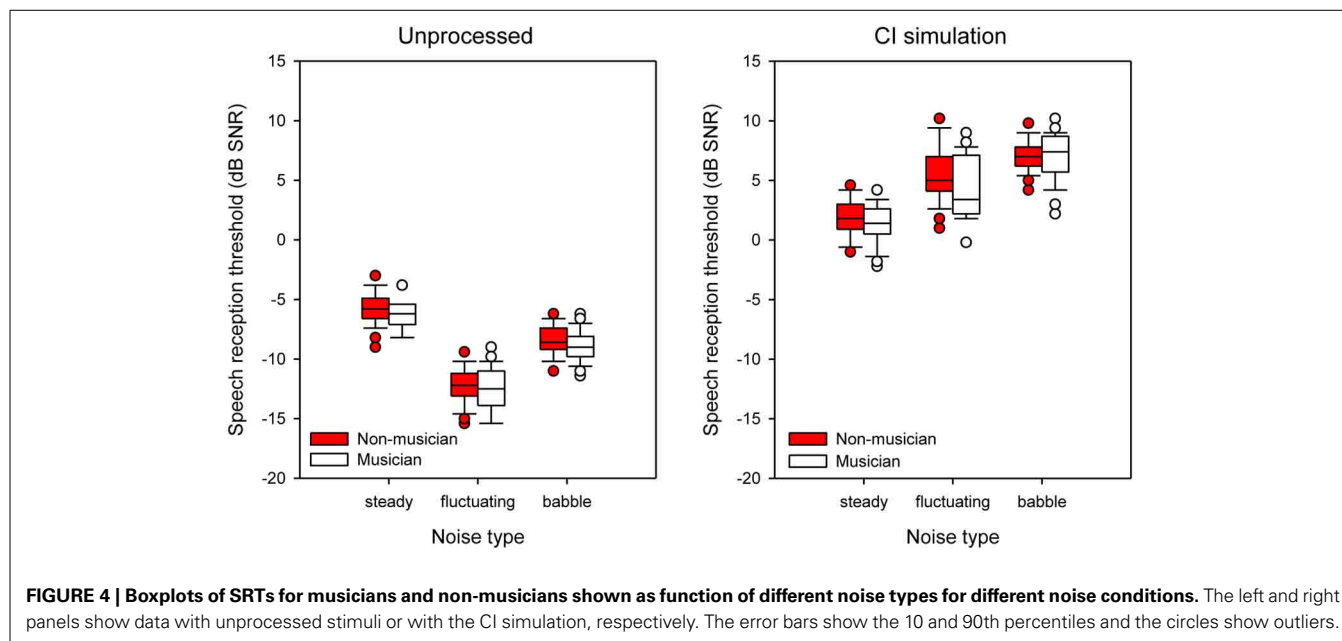 Unprocessed
Speech reception threshold (dB SNR)
15
10
5
0
-5
-10
-15
-20
Non-musician
Musician
steady fluctuating babble
Noise type
CI simulation
Speech reception threshold (dB SNR)
15
10
5
0
-5
-10
-15
-20
Non-musician
Musician
steady fluctuating babble
Noise type
FIGURE 4 | Boxplots of SRTs for musicians and non-musicians shown as function of different noise types for different noise conditions. The left and right
panels show data with unprocessed stimuli or with the CI simulation, respectively. The error bars show the 10 and 90th percentiles and the circles show outliers.